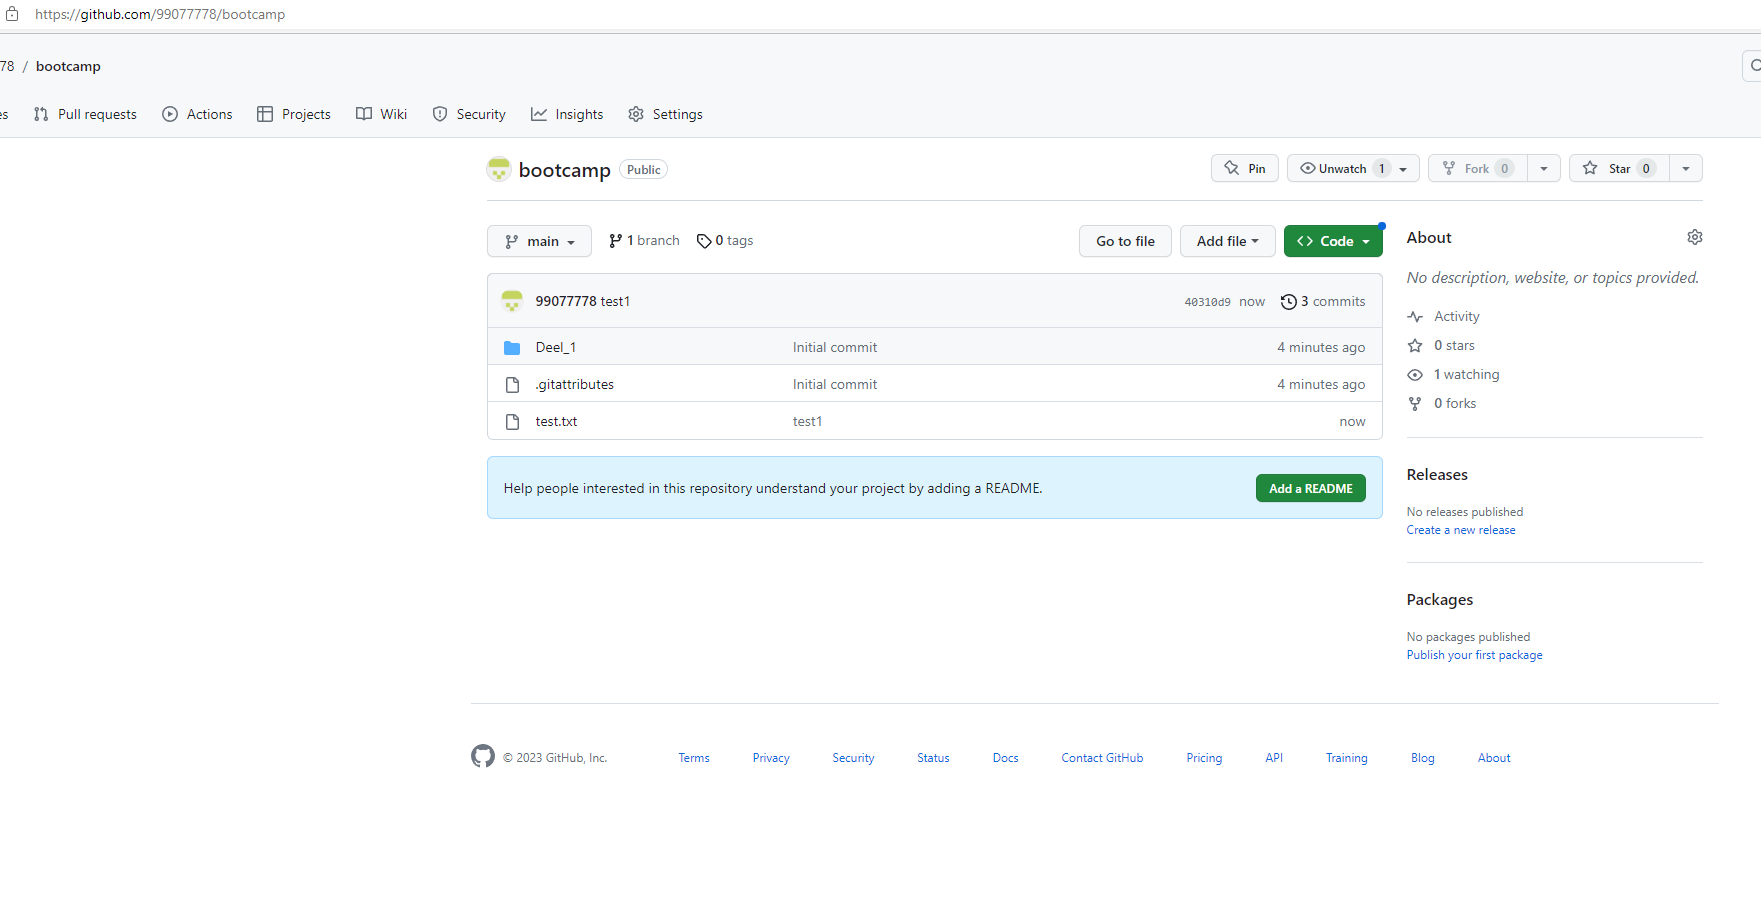 https://github.com/99077778/bootcamp
78 / bootcamp
es Pull requests Actions Projects Wiki Security Insights Settings
bootcamp Public Pin Unwatch 1 Fork 0 Star 0
main 1 branch 0 tags Go to file Add file Code
99077778 test1 40310d9 now 3 commits
Deel_1 Initial commit 4 minutes ago
.gitattributes Initial commit 4 minutes ago
test.txt test1 now
Help people interested in this repository understand your project by adding a README. Add a README
About
No description, website, or topics provided.
Activity
0 stars
1 watching
0 forks
Releases
No releases published
Create a new release
Packages
No packages published
Publish your first package
© 2023 GitHub, Inc. Terms Privacy Security Status Docs Contact GitHub Pricing API Training Blog About